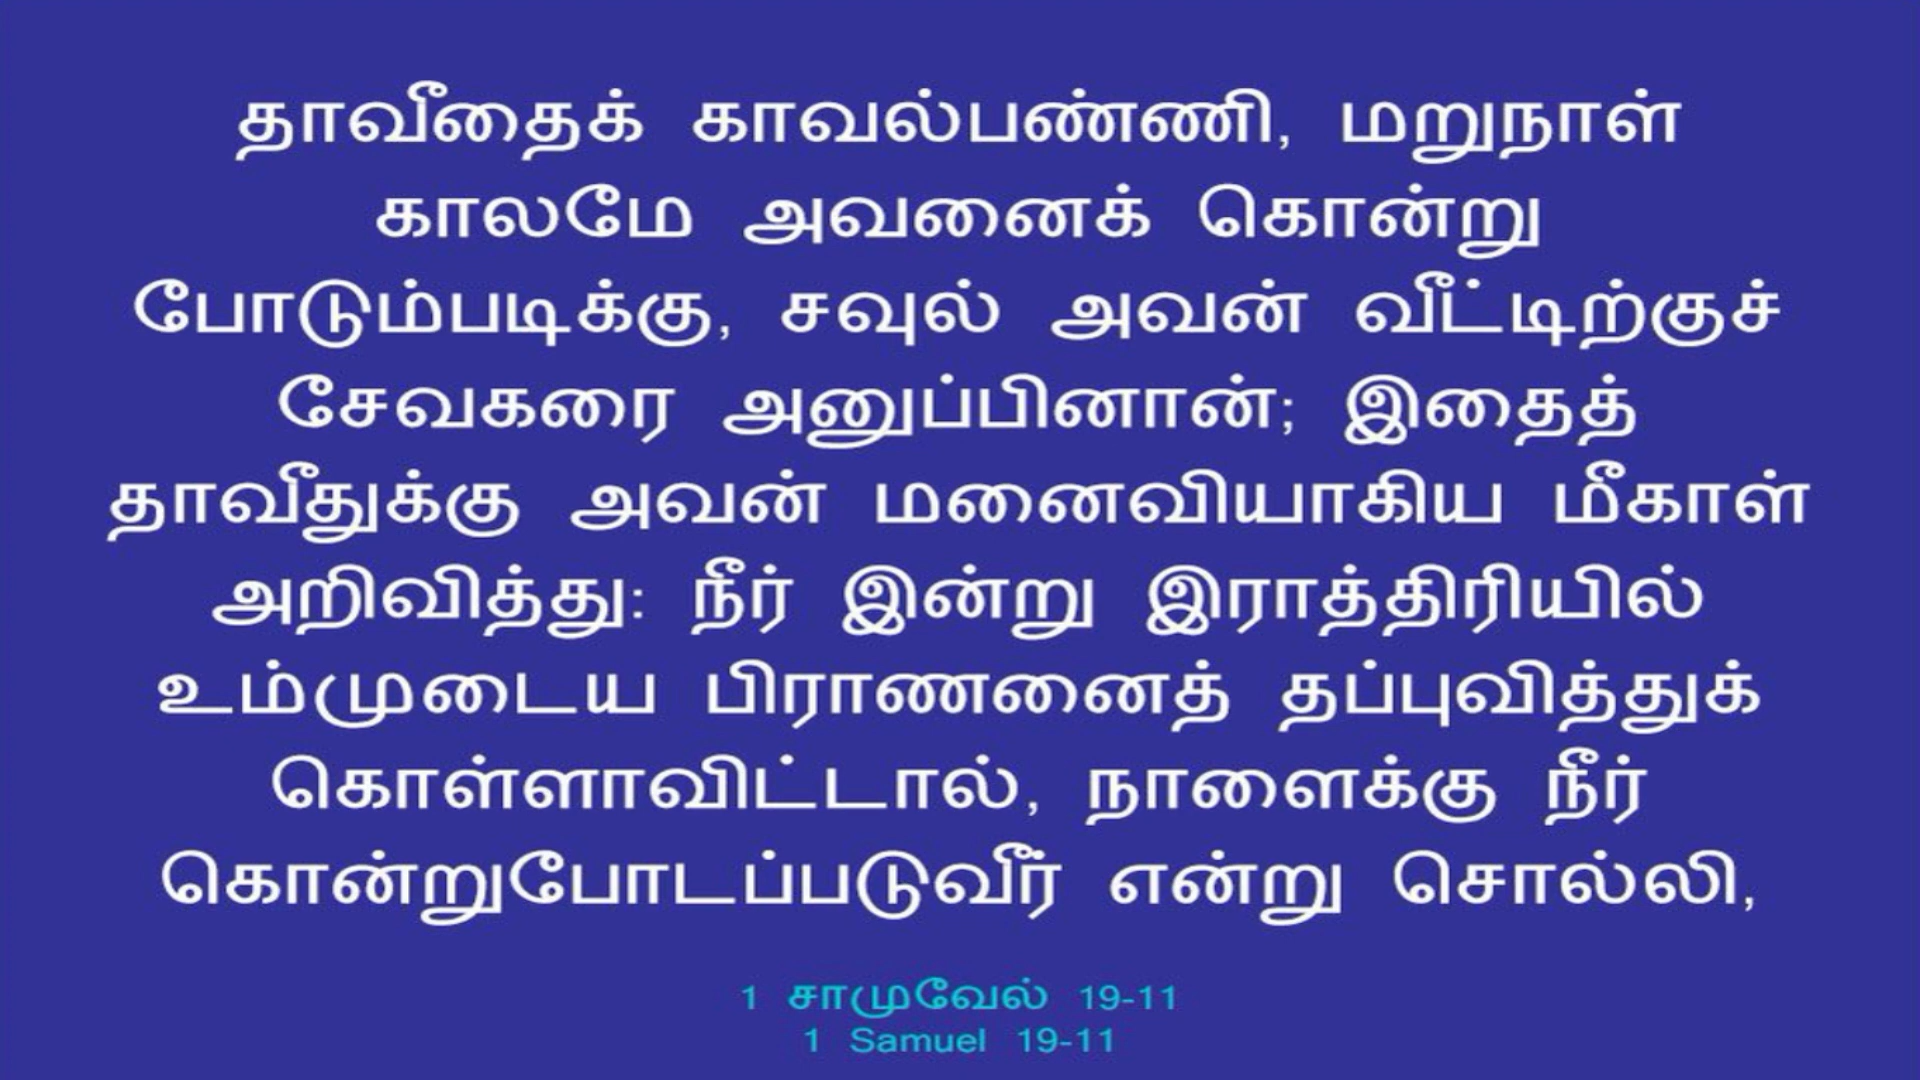 தாவீதைக் காவல்பண்ணி, மறுநாள்
காலமே அவனைக் கொன்று
போடும்படிக்கு, சவுல் அவன் வீட்டிற்குச்
சேவகரை அனுப்பினான்; இதைத்
தாவீதுக்கு அவன் மனைவியாகிய மீகாள்
அறிவித்து: நீர் இன்று இராத்திரியில்
உம்முடைய பிராணனைத் தப்புவித்துக்
கொள்ளாவிட்டால், நாளைக்கு நீர்
கொன்றுபோடப்படுவீர் என்று சொல்லி,
1 சாமுவேல் 19-11
1 Samuel 19-11